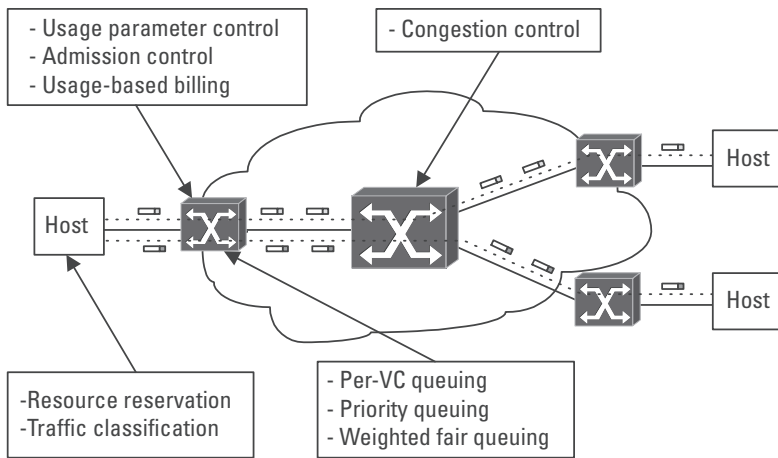 - Usage parameter control
- Admission control
- Usage-based billing
- Congestion control
Host
Host
Host
-Resource reservation
-Traffic classification
- Per-VC queuing
- Priority queuing
- Weighted fair queuing